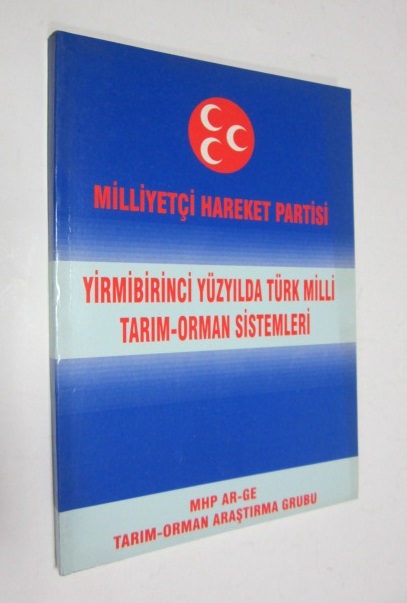 MİLLİYETÇİ HAREKET PARTİSİ
YİRMİBİRİNCİ YÜZYILDA TÜRK MİLLİ
TARIM-ORMAN SİSTEMLERİ
MHP AR-GE
TARIM-ORMAN ARAŞTIRMA GRUBU